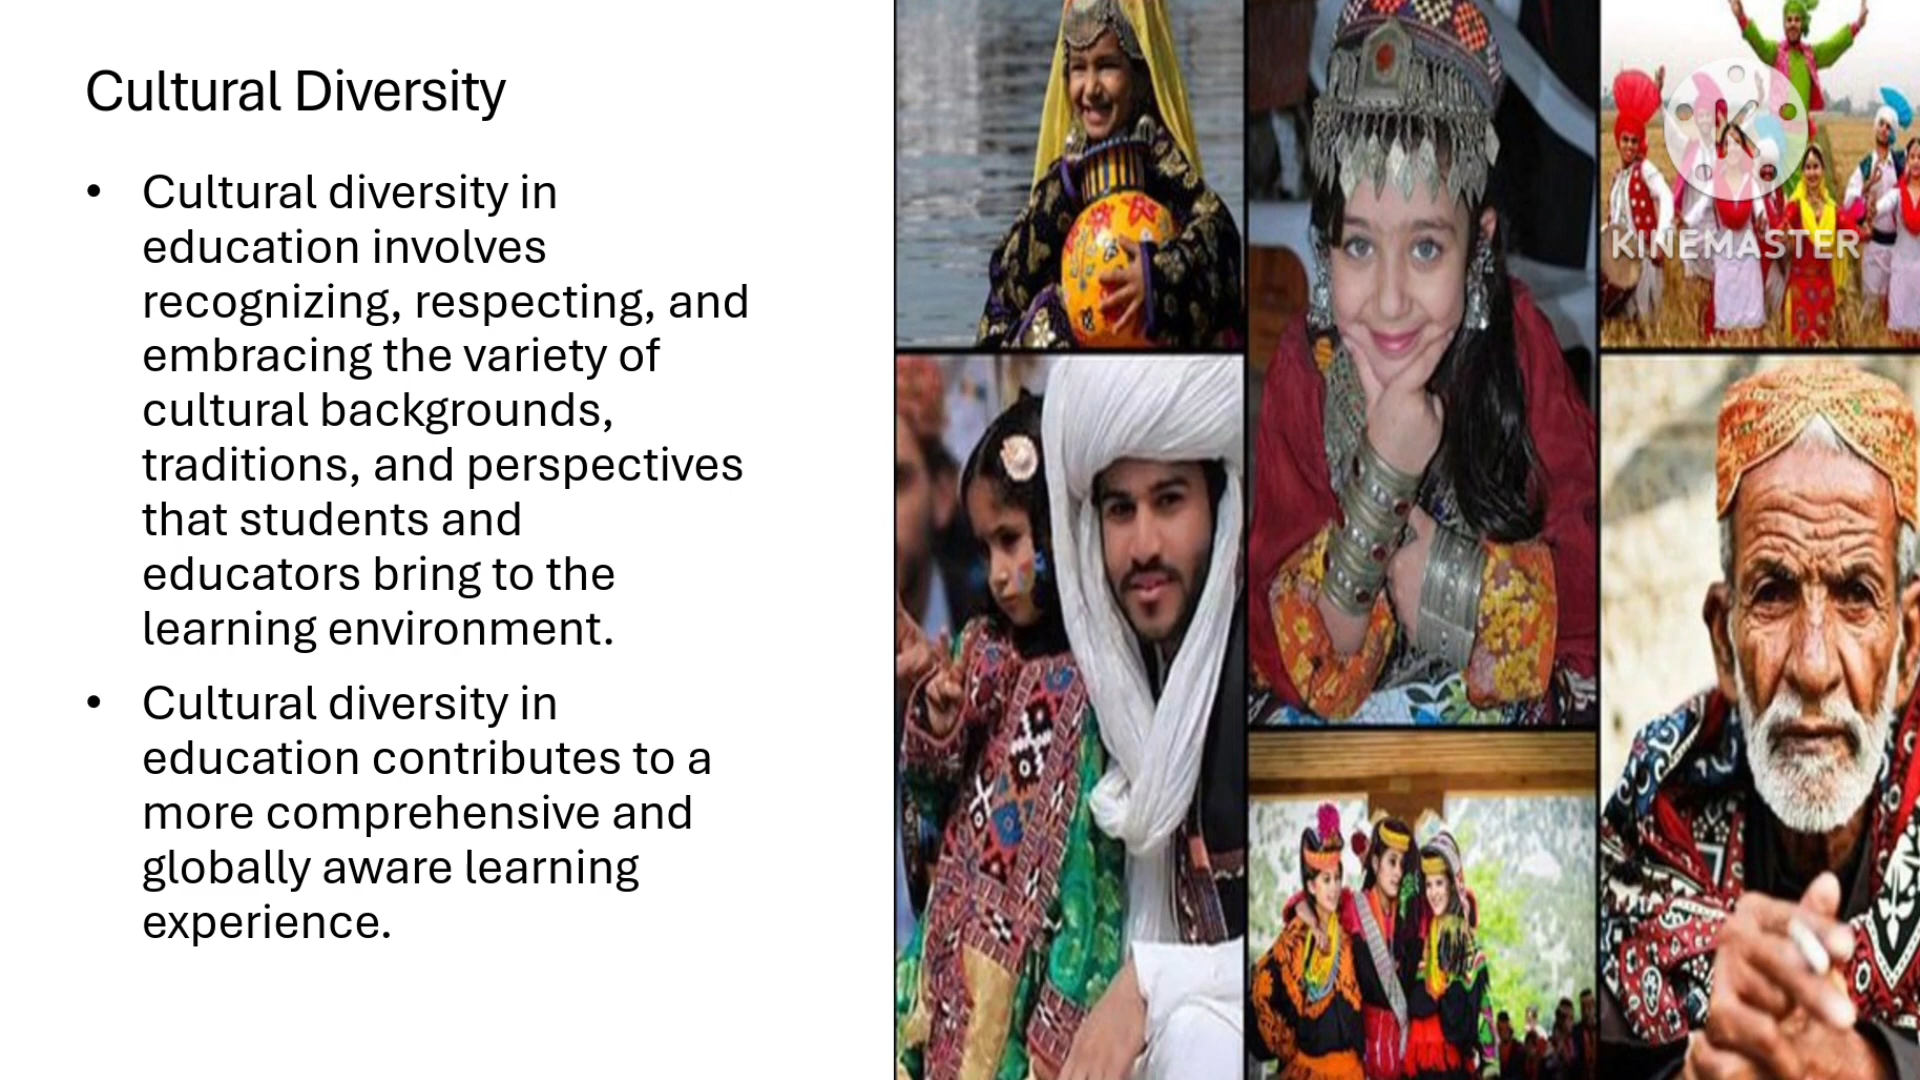 Cultural Diversity
• Cultural diversity in
education involves
recognizing, respecting, and
embracing the variety of
cultural backgrounds,
traditions, and perspectives
that students and
educators bring to the
learning environment.
• Cultural diversity in
education contributes to a
more comprehensive and
globally aware learning
experience.
K
KINEMASTER